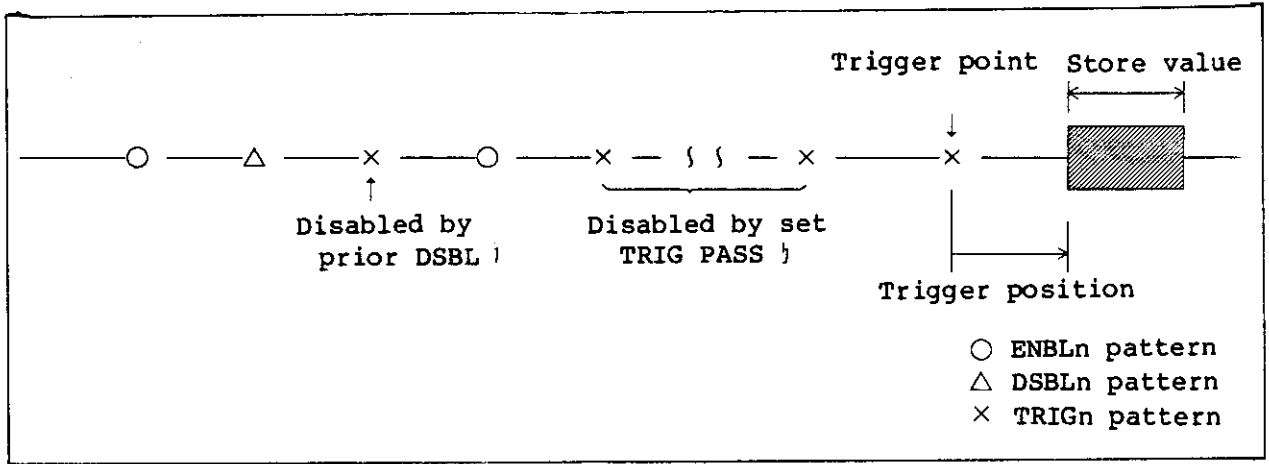 Trigger point Store value
Disabled by
prior DSBL
Disabled by set
TRIG PASS
Trigger position
○ ENBLn pattern
△ DSBLn pattern
× TRIGn pattern